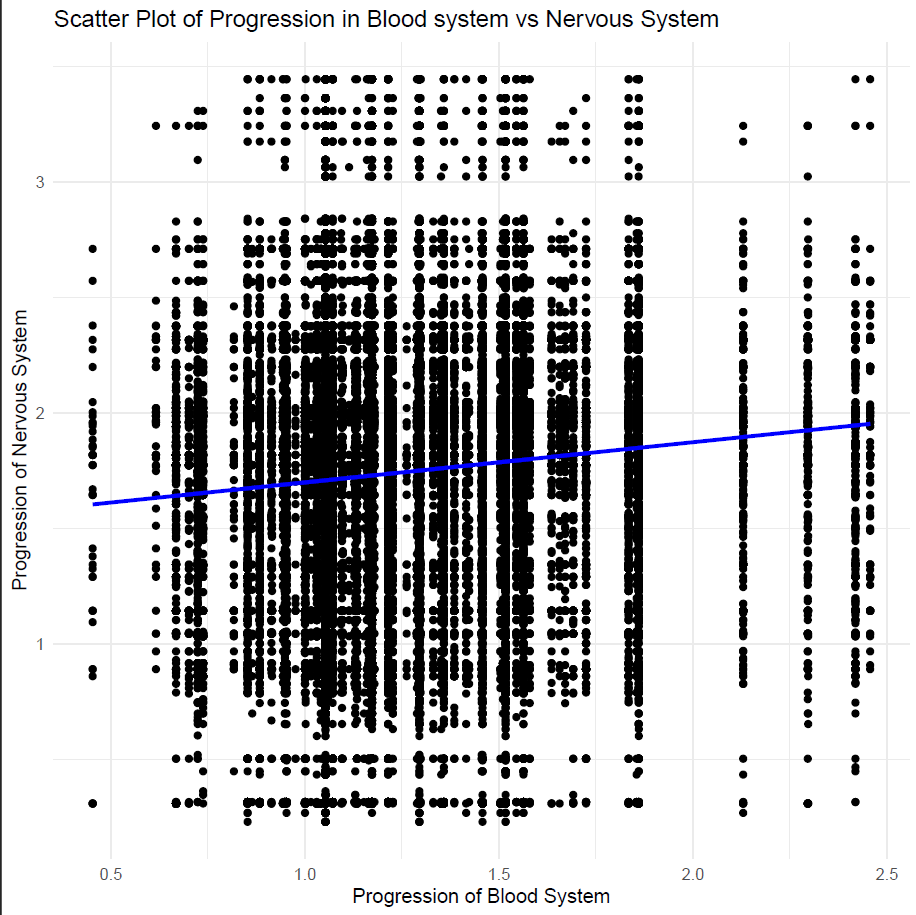 Scatter Plot of Progression in Blood system vs Nervous System
Progression of Nervous System
3
2
1
0.5 1.0 1.5 2.0 2.5
Progression of Blood System